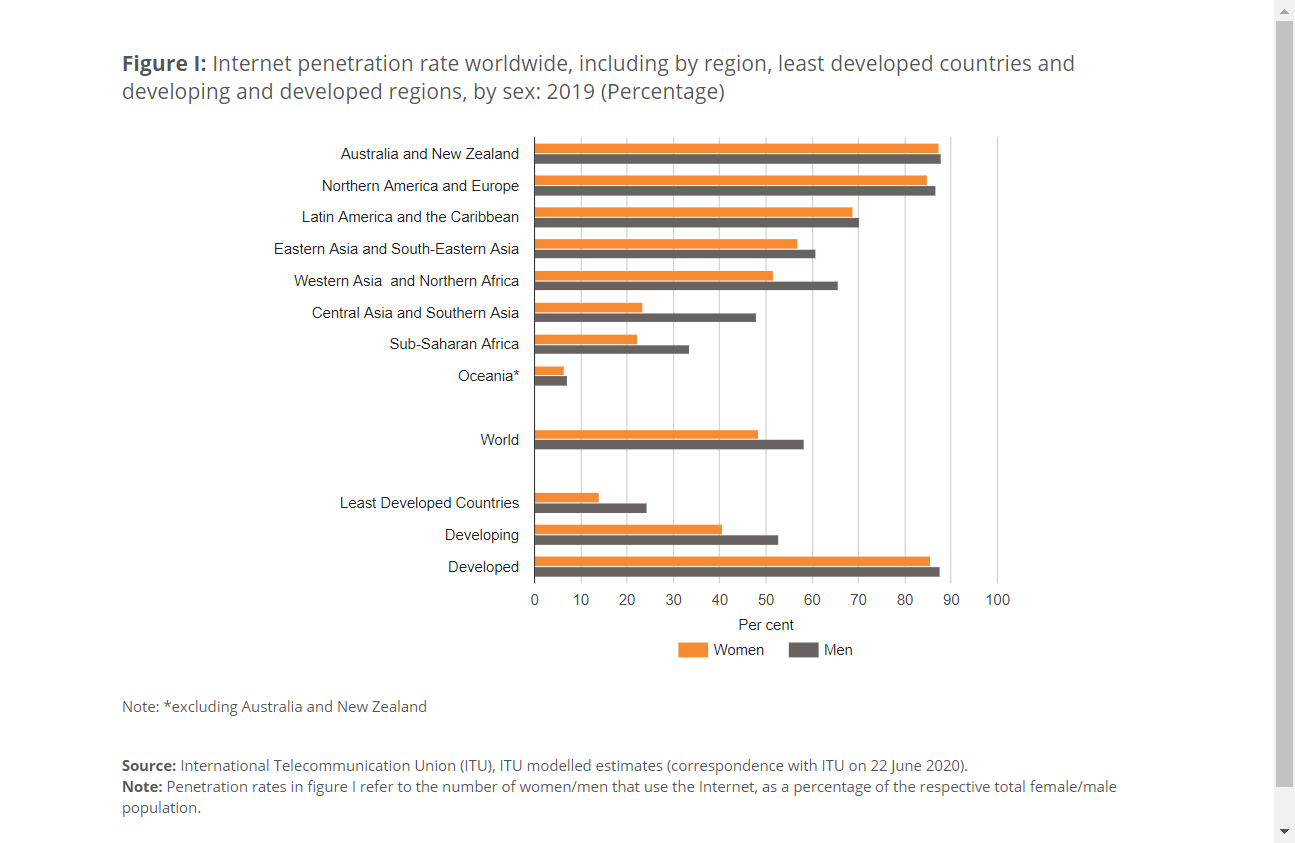 Figure I: Internet penetration rate worldwide, including by region, least developed countries and
developing and developed regions, by sex: 2019 (Percentage)
Australia and New Zealand
Northern America and Europe
Latin America and the Caribbean
Eastern Asia and South-Eastern Asia
Western Asia  and Northern Africa
Central Asia and Southern Asia
Sub-Saharan Africa
Oceania*
World
Least Developed Countries
Developing
Developed
0 10 20 30 40 50 60 70 80 90 100
Per cent
Women Men
Note: *excluding Australia and New Zealand
Source: International Telecommunication Union (ITU), ITU modelled estimates (correspondence with ITU on 22 June 2020).
Note: Penetration rates in figure I refer to the number of women/men that use the Internet, as a percentage of the respective total female/male
population.